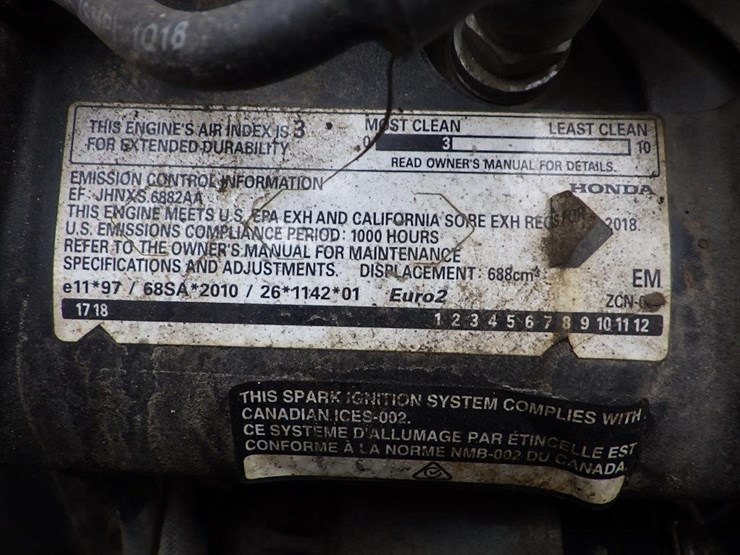 1016
THIS ENGINE'S AIR INDEX IS 3
FOR EXTENDED DURABILITY
MOST CLEAN LEAST CLEAN
0 3 10
READ OWNER'S MANUAL FOR DETAILS.
EMISSION CONTROL INFORMATION HONDA
EF: JHNXS.6882AA
THIS ENGINE MEETS U.S. EPA EXH AND CALIFORNIA SORE EXH REGS FOR 2018.
U.S. EMISSIONS COMPLIANCE PERIOD: 1000 HOURS
REFER TO THE OWNER'S MANUAL FOR MAINTENANCE
SPECIFICATIONS AND ADJUSTMENTS. DISPLACEMENT: 688cm³ EM
e11*97 / 68SA*2010 / 26*1142*01 Euro2 ZCN-
17 18 1 2 3 4 5 6 7 8 9 10 11 12
THIS SPARK IGNITION SYSTEM COMPLIES WITH
CANADIAN ICES-002.
CE SYSTÈME D'ALLUMAGE PAR ÉTINCELLE EST
CONFORME À LA NORME NMB-002 DU CANADA.